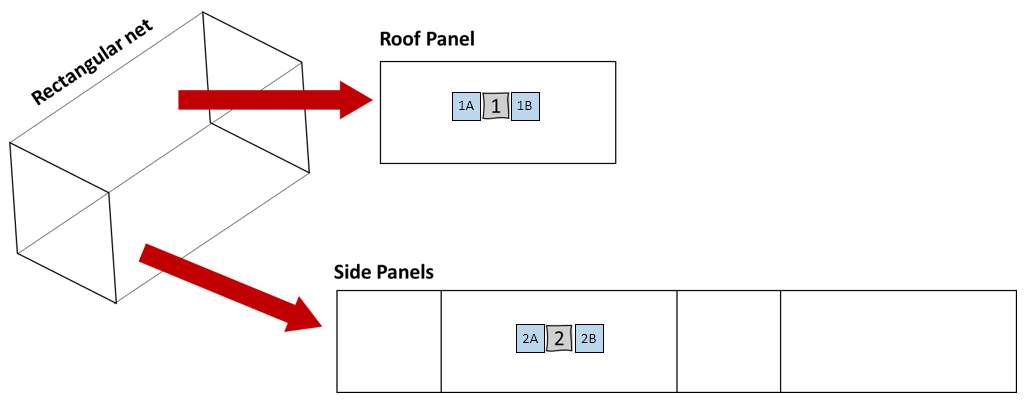 Rectangular net
Roof Panel
1A 1 1B
Side Panels
2A 2 2B